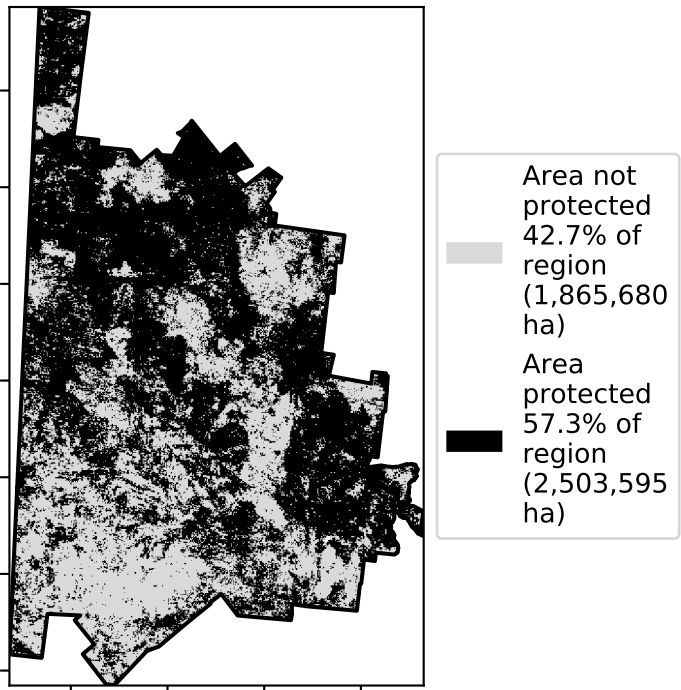 Area not
protected
42.7% of
region
(1,865,680
ha)
Area
protected
57.3% of
region
(2,503,595
ha)